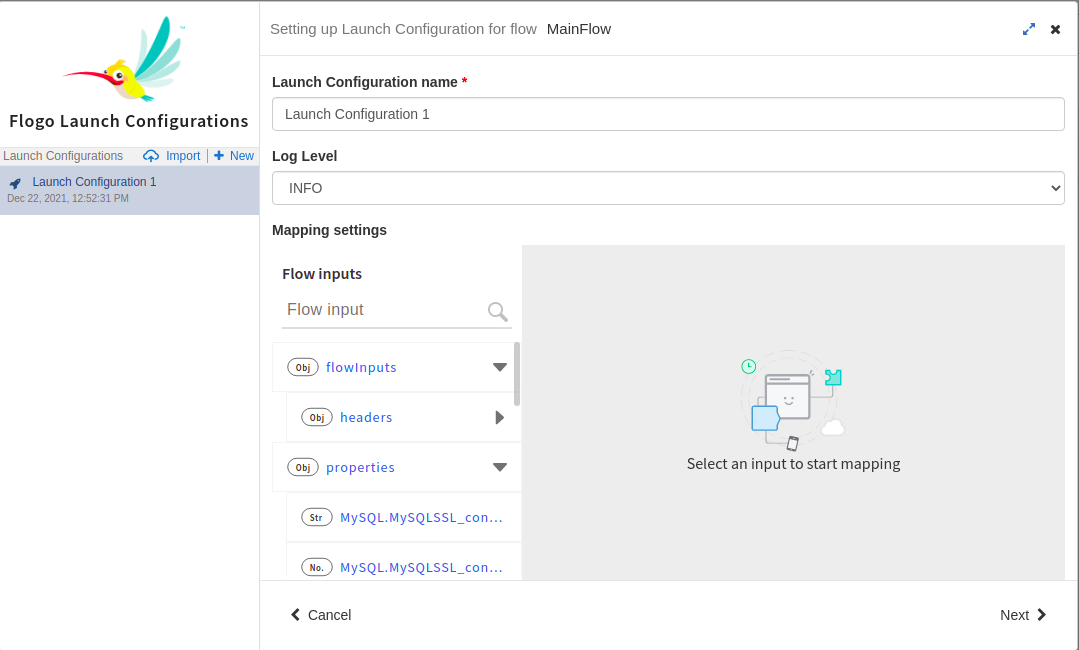 Flogo Launch Configurations
Launch Configurations Import New
Launch Configuration 1
Dec 22, 2021, 12:52:31 PM
Setting up Launch Configuration for flow MainFlow
Launch Configuration name *
Launch Configuration 1
Log Level
INFO
Mapping settings
Flow inputs
Flow input
Obj flowInputs
Obj headers
Obj properties
Str MySQL.MySQLSSL_con...
No. MySQL.MySQLSSL_con...
Select an input to start mapping
Cancel
Next